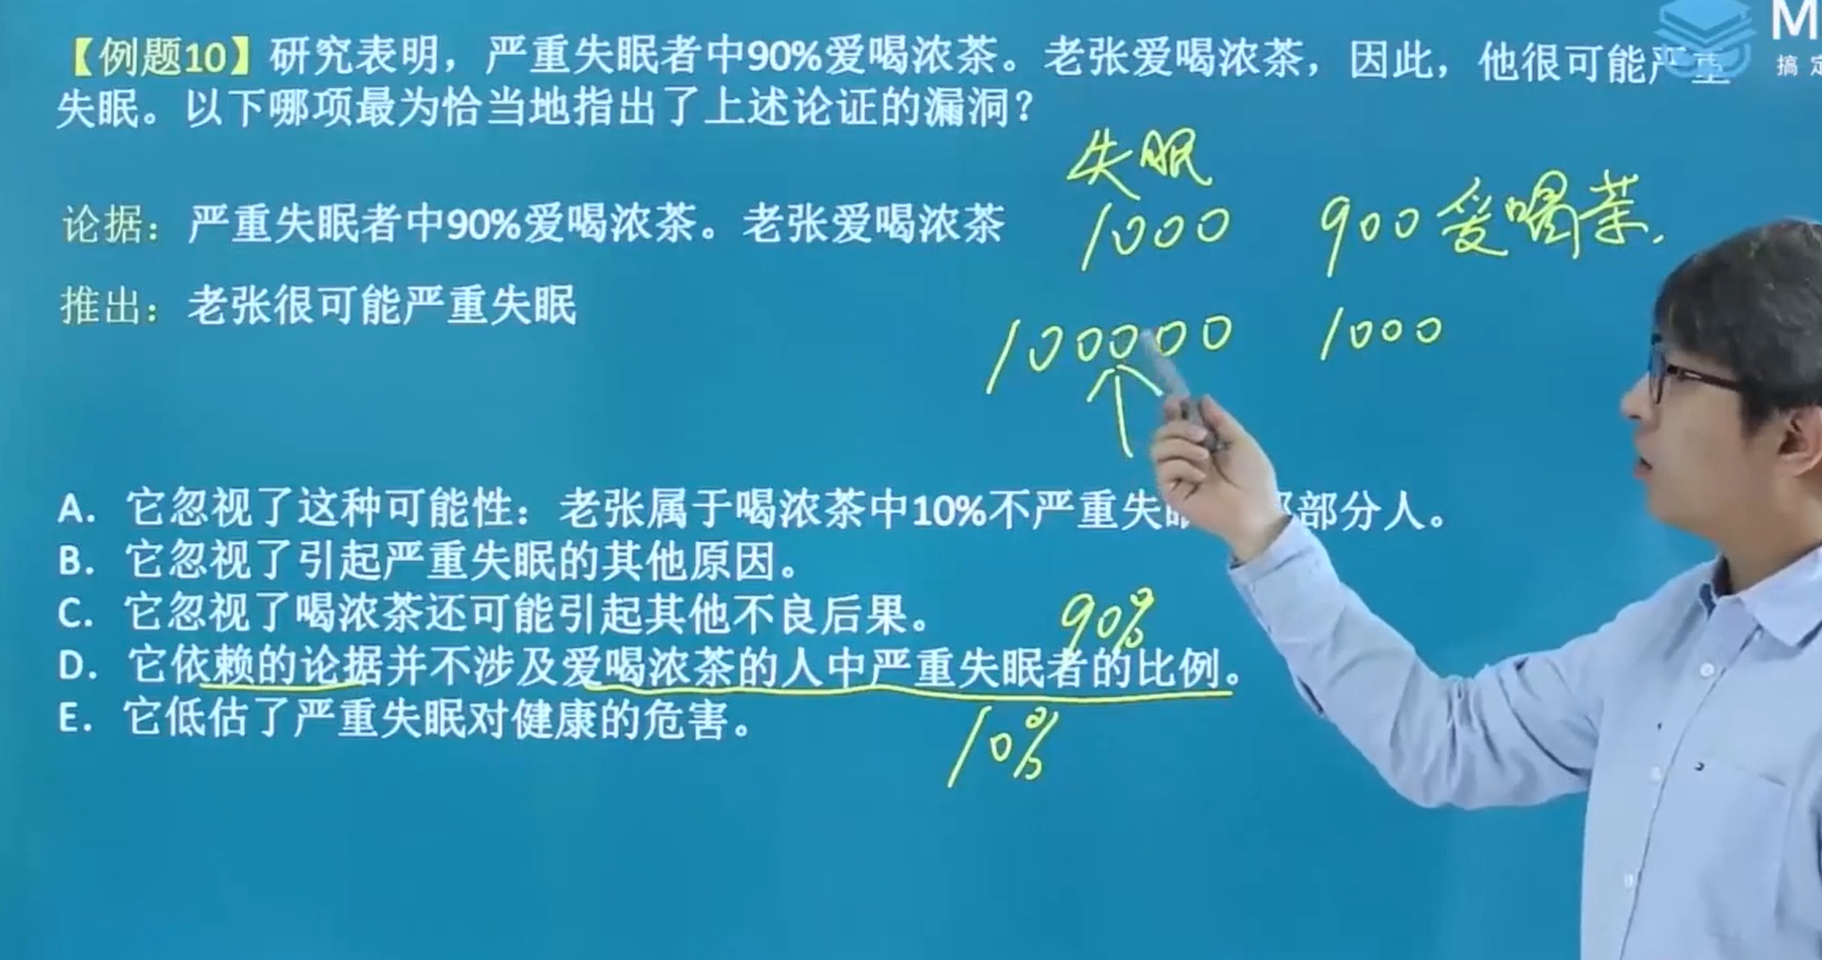 【例题10】研究表明，严重失眠者中90%爱喝浓茶。老张爱喝浓茶，因此，他很可能严重
失眠。以下哪项最为恰当地指出了上述论证的漏洞？
M
搞定
失眠
论据：严重失眠者中90%爱喝浓茶。老张爱喝浓茶
1000 900爱喝茶.
推出：老张很可能严重失眠
100000 1000
个
A. 它忽视了这种可能性：老张属于喝浓茶中10%不严重失眠 部分人。
B. 它忽视了引起严重失眠的其他原因。
C. 它忽视了喝浓茶还可能引起其他不良后果。
90%
D. 它依赖的论据并不涉及爱喝浓茶的人中严重失眠者的比例。
E. 它低估了严重失眠对健康的危害。
10%